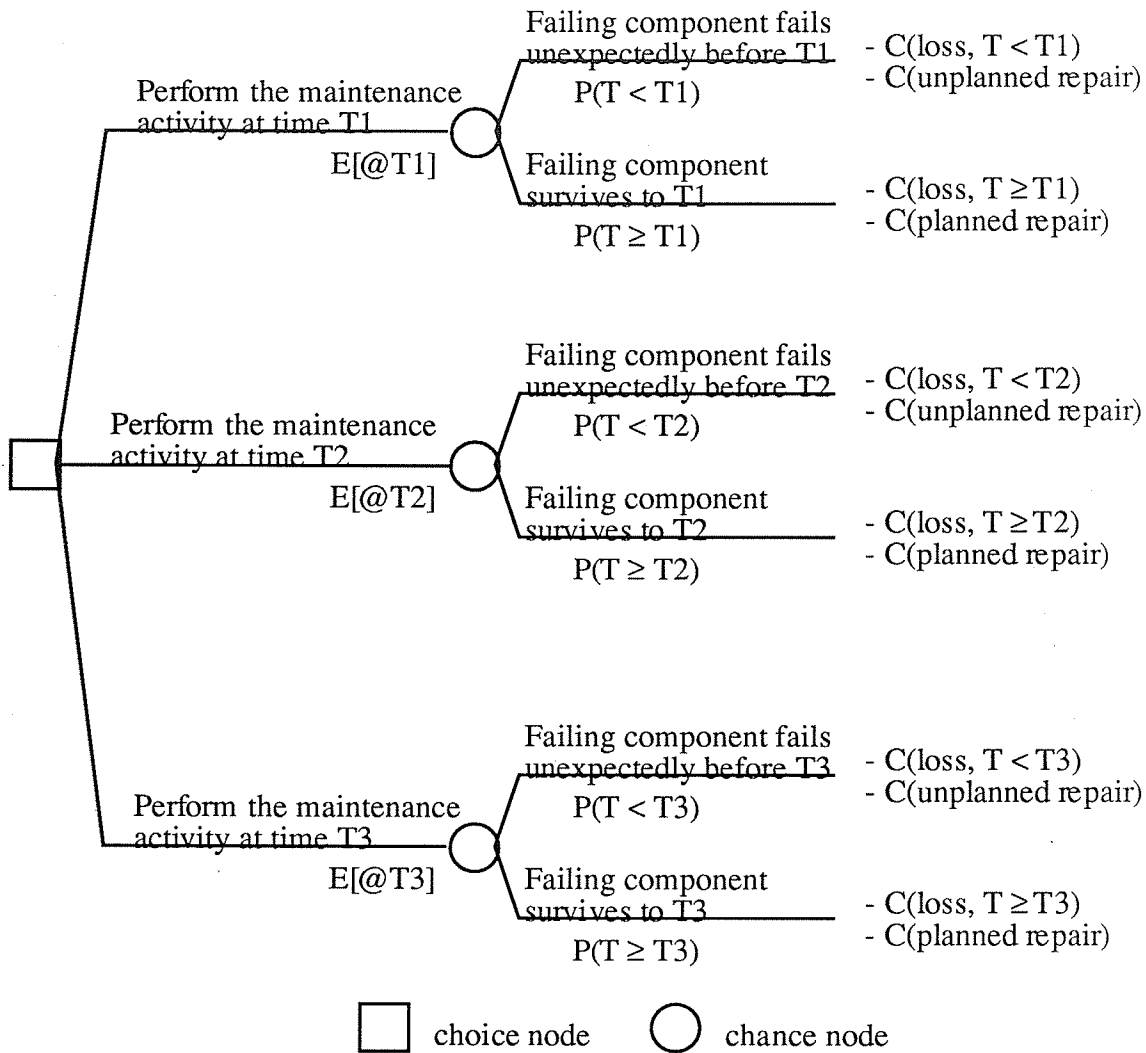 Failing component fails
unexpectedly before T1
P(T < T1)
- C(loss, T < T1)
- C(unplanned repair)
Perform the maintenance
activity at time T1
E[@T1]
Failing component
survives to T1
P(T ≥ T1)
- C(loss, T ≥ T1)
- C(planned repair)
Failing component fails
unexpectedly before T2
P(T < T2)
- C(loss, T < T2)
- C(unplanned repair)
Perform the maintenance
activity at time T2
E[@T2]
Failing component
survives to T2
P(T ≥ T2)
- C(loss, T ≥ T2)
- C(planned repair)
Failing component fails
unexpectedly before T3
P(T < T3)
- C(loss, T < T3)
- C(unplanned repair)
Perform the maintenance
activity at time T3
E[@T3]
Failing component
survives to T3
P(T ≥ T3)
- C(loss, T ≥ T3)
- C(planned repair)
choice node
chance node